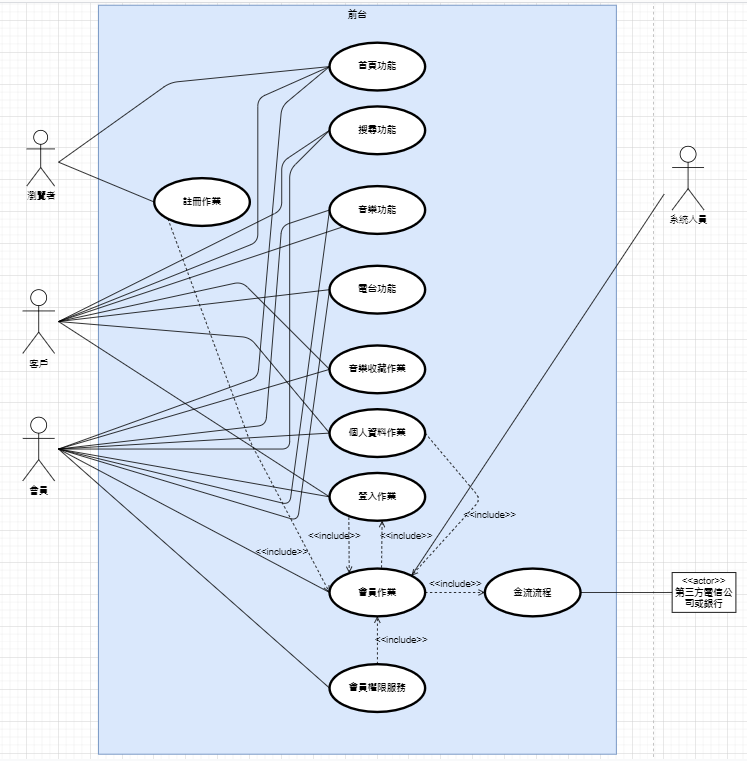 前台
首頁功能
搜尋功能
瀏覽者
註冊作業
音樂功能
系統人員
電台功能
客戶
音樂收藏作業
個人資料作業
會員
登入作業
<<include>>
<<include>>
<<include>>
<<include>>
會員作業
<<include>>
金流流程
<<actor>>
第三方電信公
司或銀行
<<include>>
會員權限服務